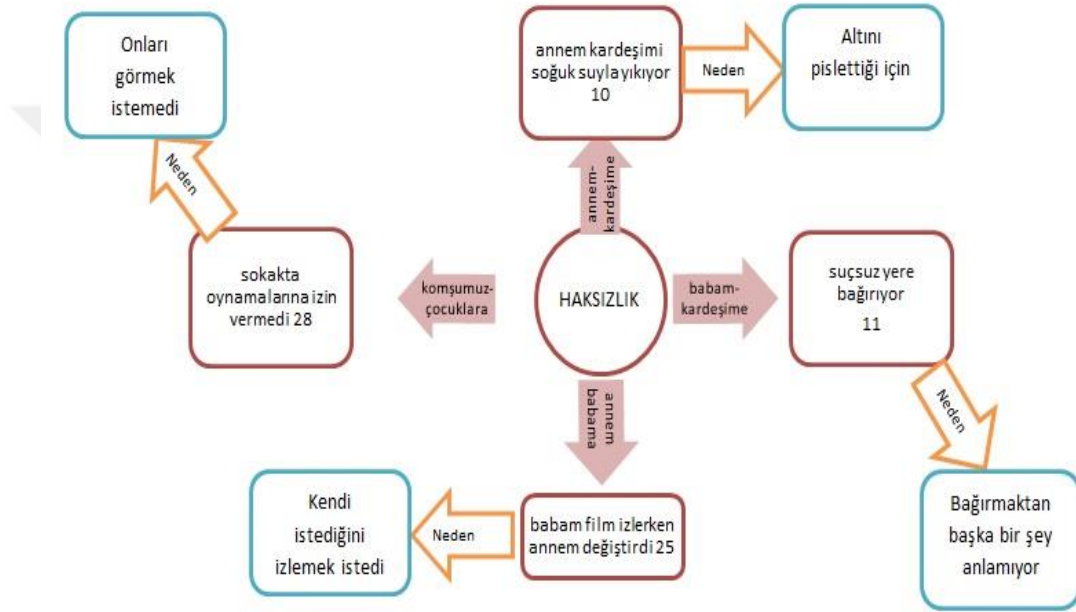 Onları
görmek
istemedi
annem kardeşimi
soğuk suyla yıkıyor
10
Neden
Altını
pislettiği için
Neden
annem-
kardeşime
sokakta
oynamalarına izin
vermedi 28
komşumuz-
çocuklara
HAKSIZLIK
babam-
kardeşime
suçsuz yere
bağırıyor
11
Neden
annem
babama
Kendi
istediğini
izlemek istedi
Neden
babam film izlerken
annem değiştirdi 25
Bağırmaktan
başka bir şey
anlamıyor